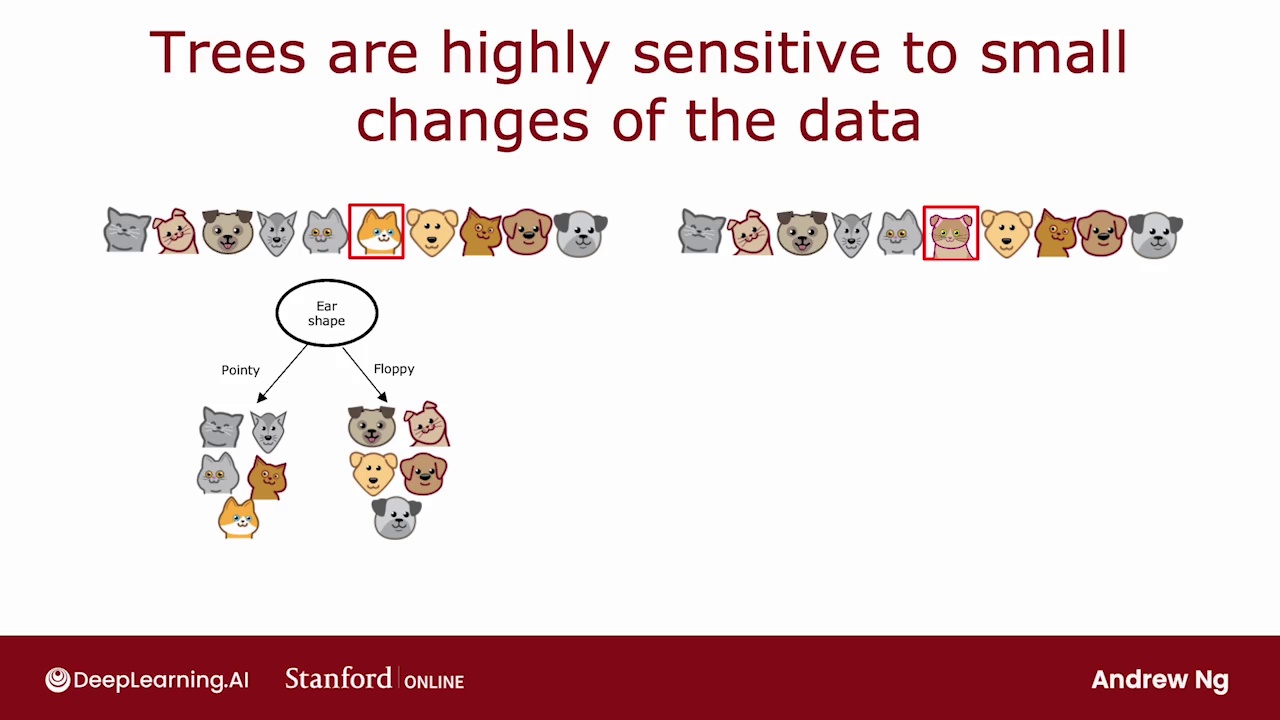 Trees are highly sensitive to small
changes of the data
Ear
shape
Pointy
Floppy
DeepLearning.AI
Stanford ONLINE
Andrew Ng